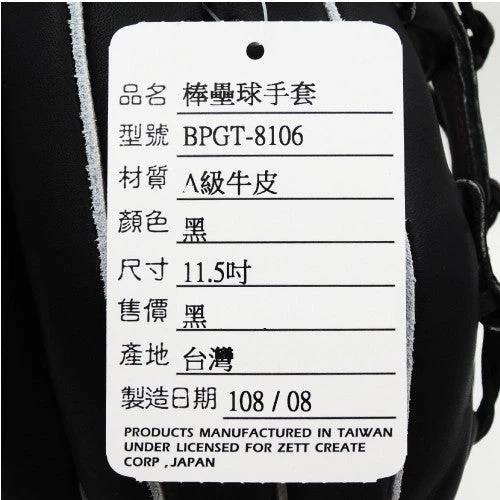 品名 棒壘球手套
型號 BPGT-8106
材質 A級牛皮
顏色 黑
尺寸 11.5吋
售價 黑
產地 台灣
製造日期 108 / 08
PRODUCTS MANUFACTURED IN TAIWAN
UNDER LICENSED FOR ZETT CREATE
CORP , JAPAN